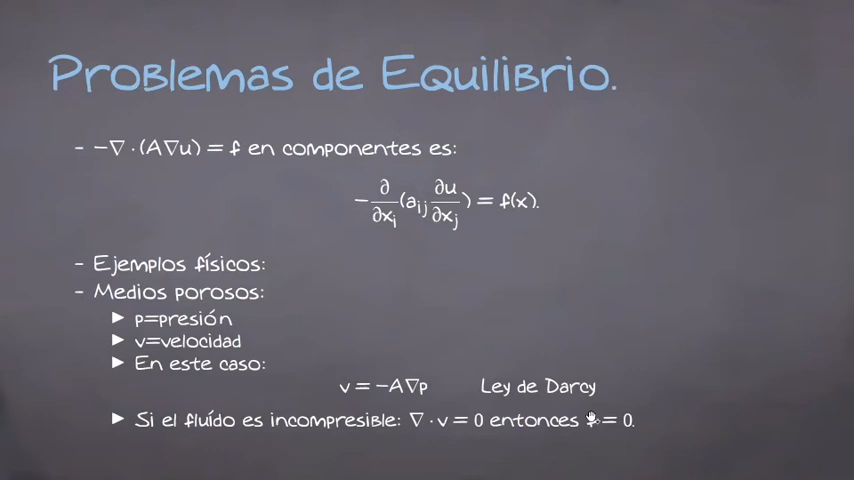 Problemas de Equilibrio.
- −∇ · (A∇u) = f en componentes es:
−∂/∂x_i (a_ij ∂u/∂x_j) = f(x).
- Ejemplos físicos:
- Medios porosos:
▶ p=presión
▶ v=velocidad
▶ En este caso:
v = −A∇p Ley de Darcy
▶ Si el fluído es incompresible: ∇ · v = 0 entonces f = 0.